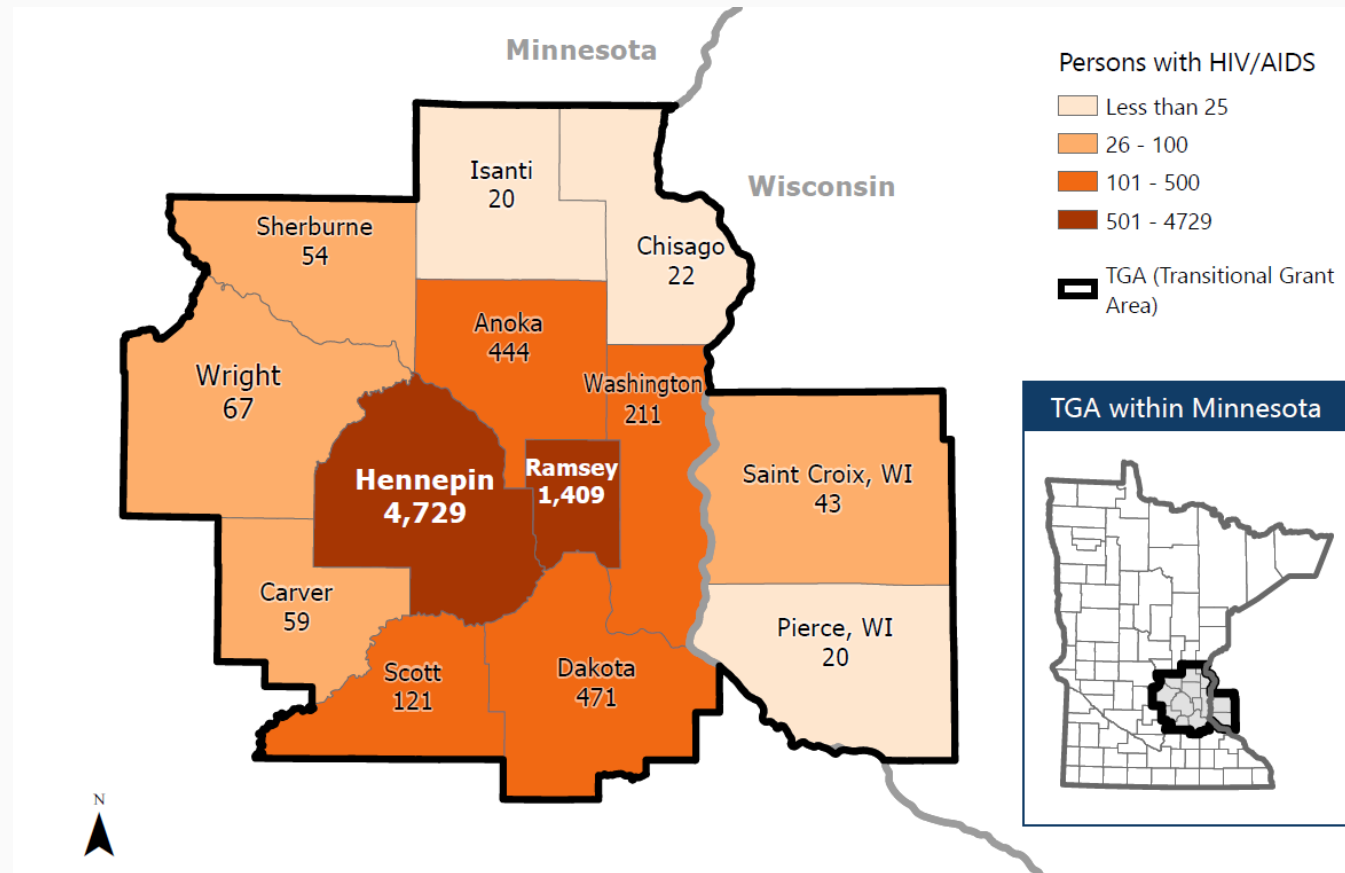 Minnesota
Wisconsin
Isanti
20
Sherburne
54
Chisago
22
Anoka
444
Wright
67
Washington
211
Hennepin
4,729
Ramsey
1,409
Saint Croix, WI
43
Carver
59
Pierce, WI
20
Scott
121
Dakota
471
N
Persons with HIV/AIDS
Less than 25
26 - 100
101 - 500
501 - 4729
TGA (Transitional Grant
Area)
TGA within Minnesota